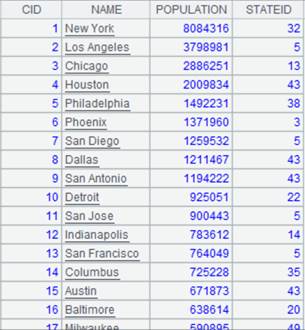 CID NAME POPULATION STATEID
1 New York 8084316 32
2 Los Angeles 3798981 5
3 Chicago 2886251 13
4 Houston 2009834 43
5 Philadelphia 1492231 38
6 Phoenix 1371960 3
7 San Diego 1259532 5
8 Dallas 1211467 43
9 San Antonio 1194222 43
10 Detroit 925051 22
11 San Jose 900443 5
12 Indianapolis 783612 14
13 San Francisco 764049 5
14 Columbus 725228 35
15 Austin 671873 43
16 Baltimore 638614 20
17 Milwaukee 590895 49